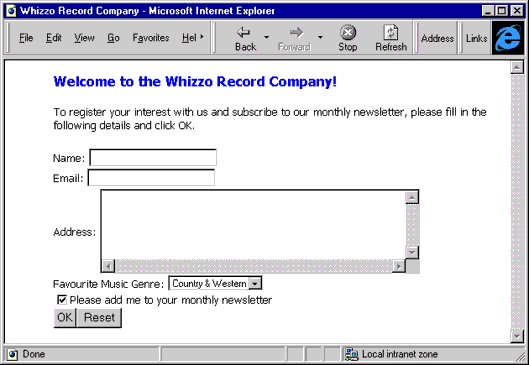 Whizzo Record Company - Microsoft Internet Explorer
File Edit View Go Favorites Hel
Back Forward Stop Refresh Address Links
Welcome to the Whizzo Record Company!
To register your interest with us and subscribe to our monthly newsletter, please fill in the
following details and click OK.
Name:
Email:
Address:
Favourite Music Genre: Country & Western
Please add me to your monthly newsletter
OK Reset
Done Local intranet zone